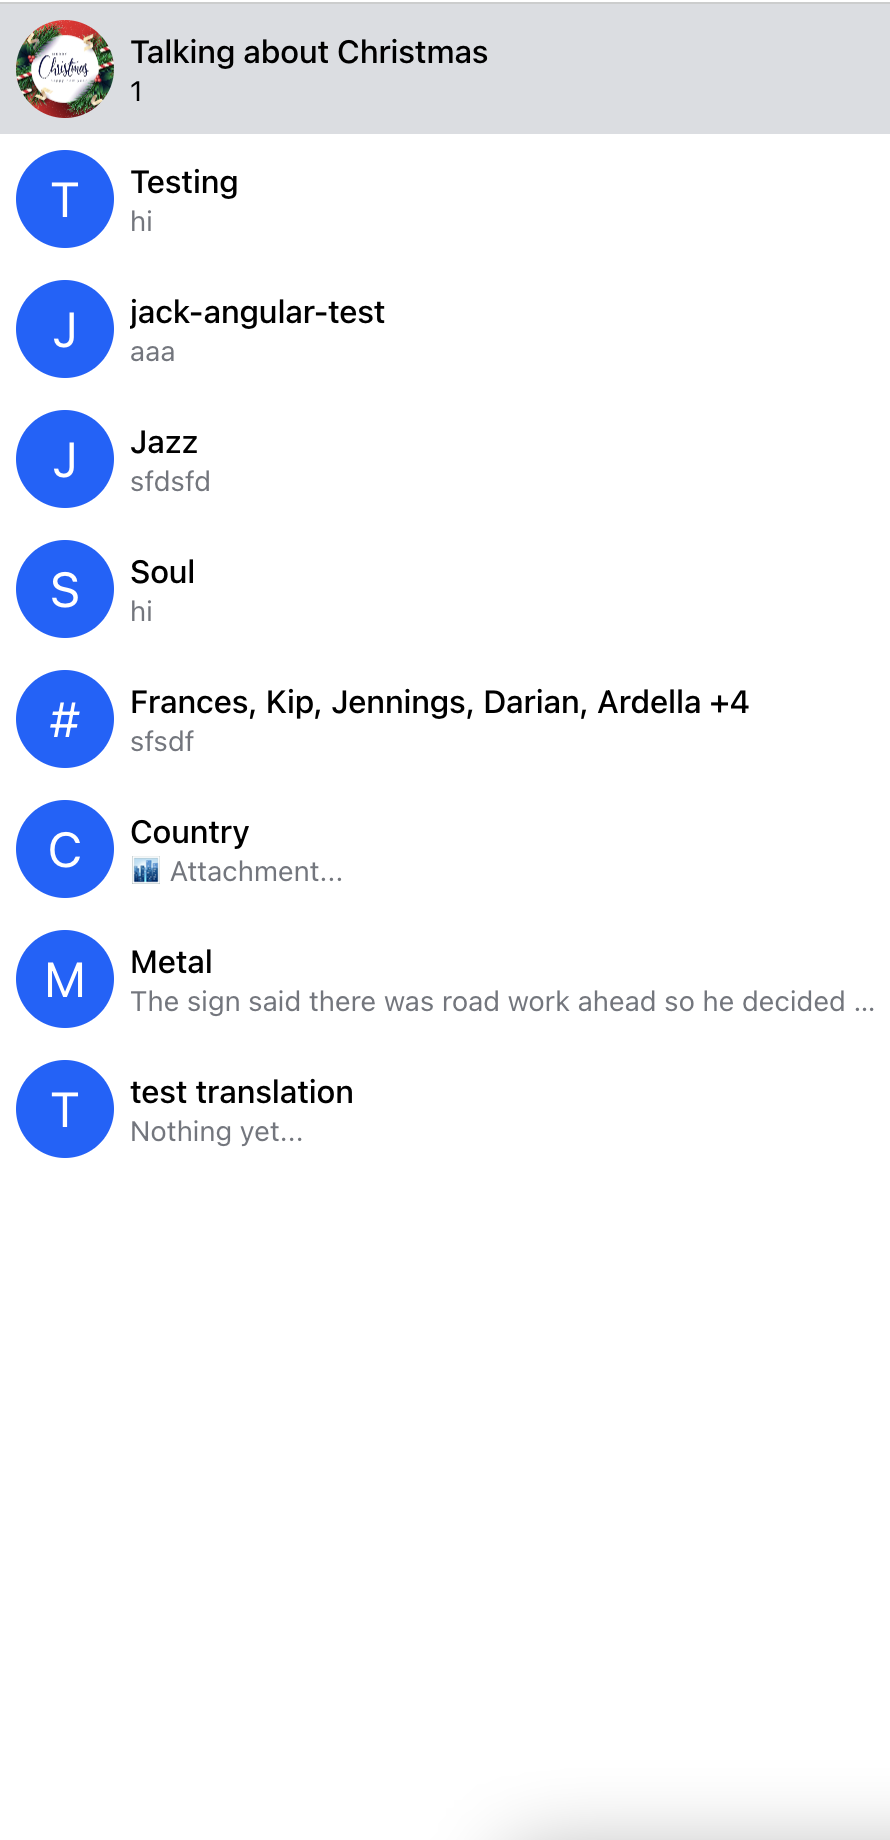 Christmas
Talking about Christmas
1
T
Testing
hi
J
jack-angular-test
aaa
J
Jazz
sfdsfd
S
Soul
hi
#
Frances, Kip, Jennings, Darian, Ardella +4
sfsdf
C
Country
Attachment...
M
Metal
The sign said there was road work ahead so he decided ...
T
test translation
Nothing yet...